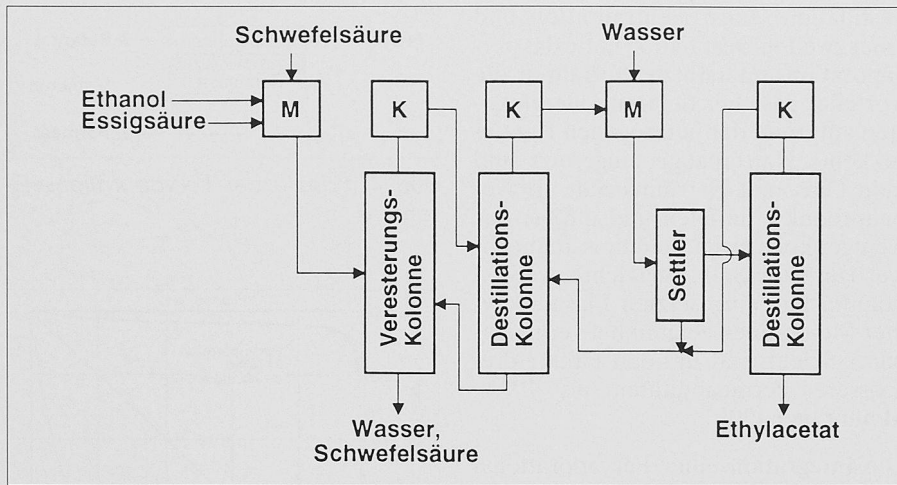 Schwefelsäure
Wasser
Ethanol
Essigsäure
M
K
K
M
K
Veresterungs-
Kolonne
Destillations-
Kolonne
Settler
Destillations-
Kolonne
Wasser,
Schwefelsäure
Ethylacetat